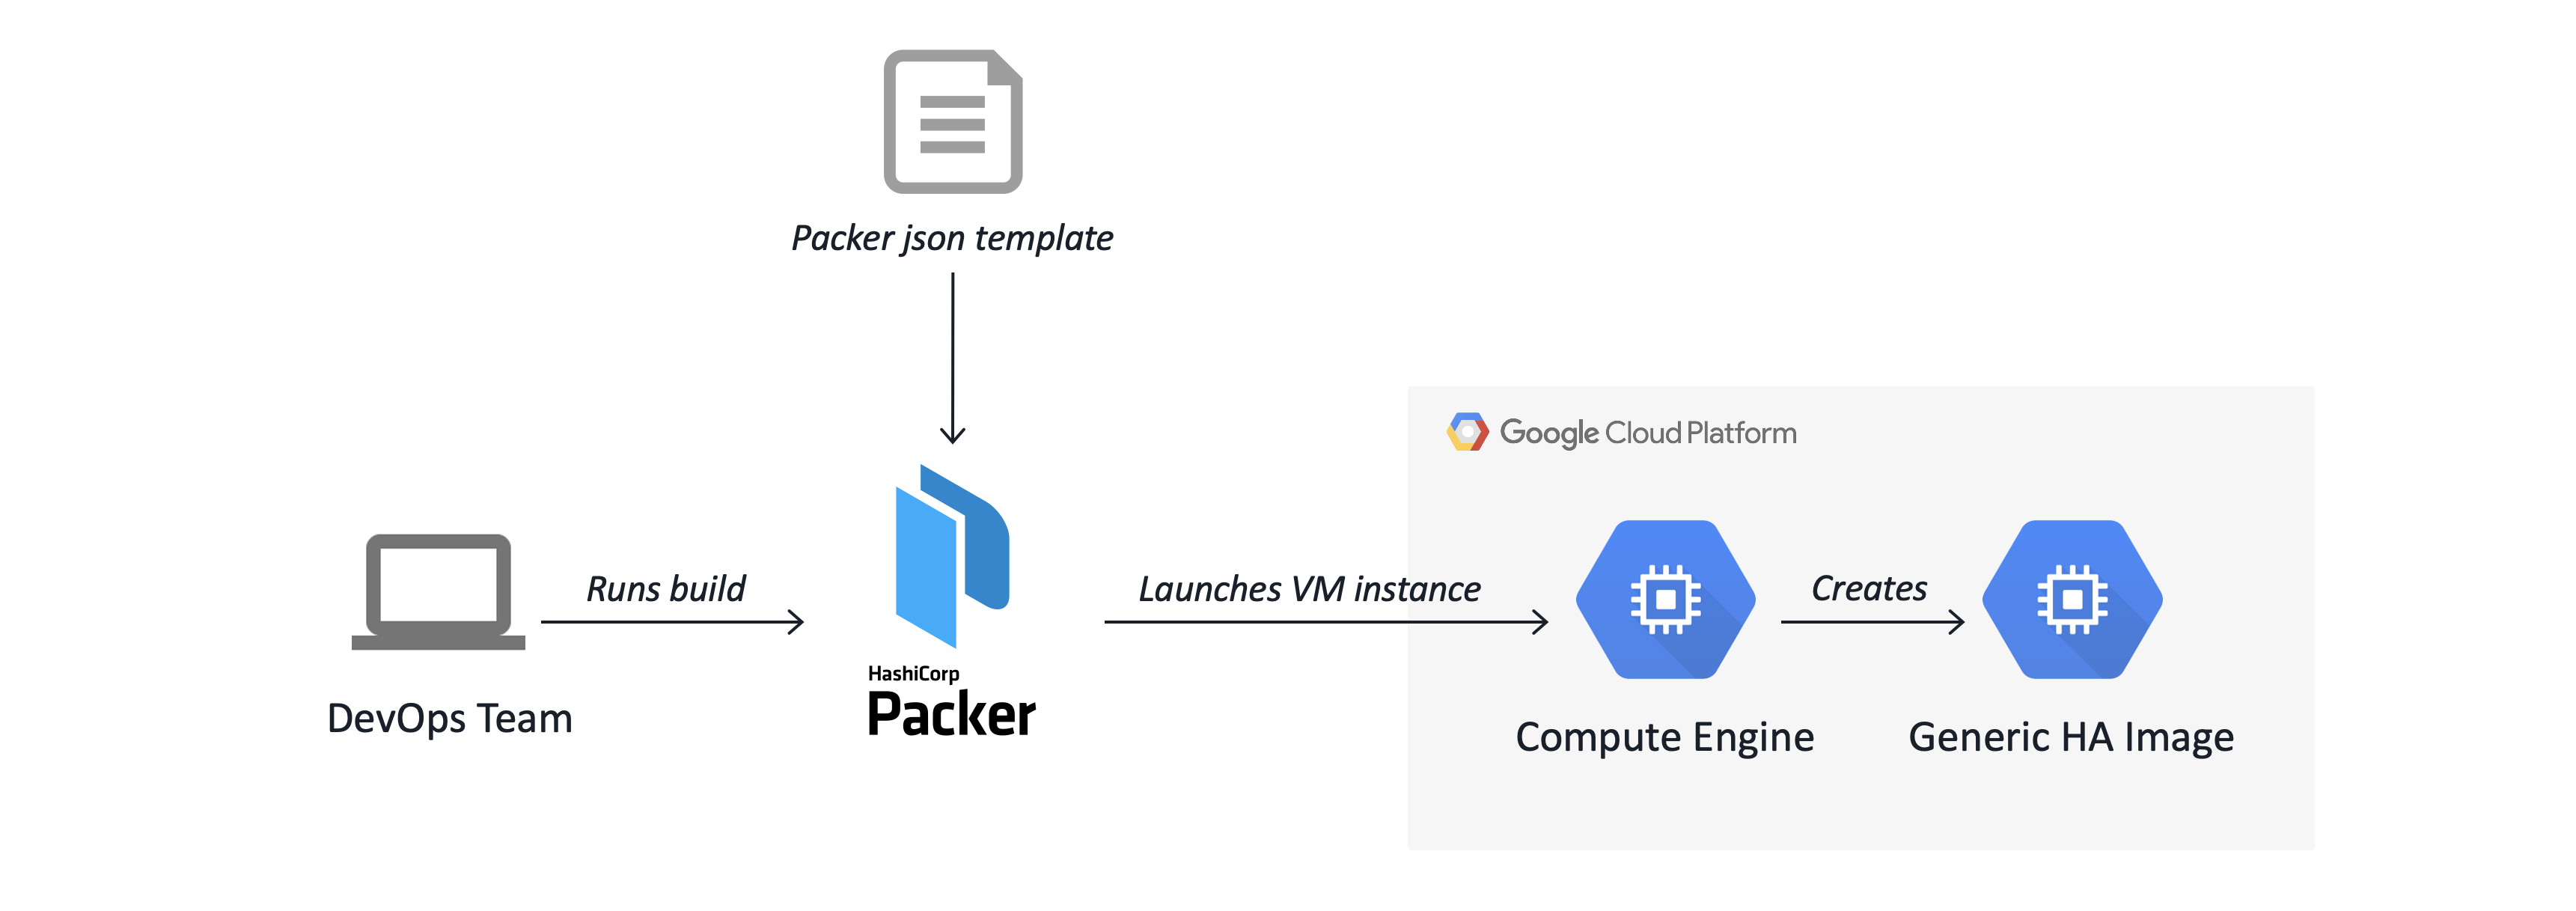 Packer json template
Google Cloud Platform
Runs build
Launches VM instance
Creates
HashiCorp
Packer
DevOps Team
Compute Engine
Generic HA Image